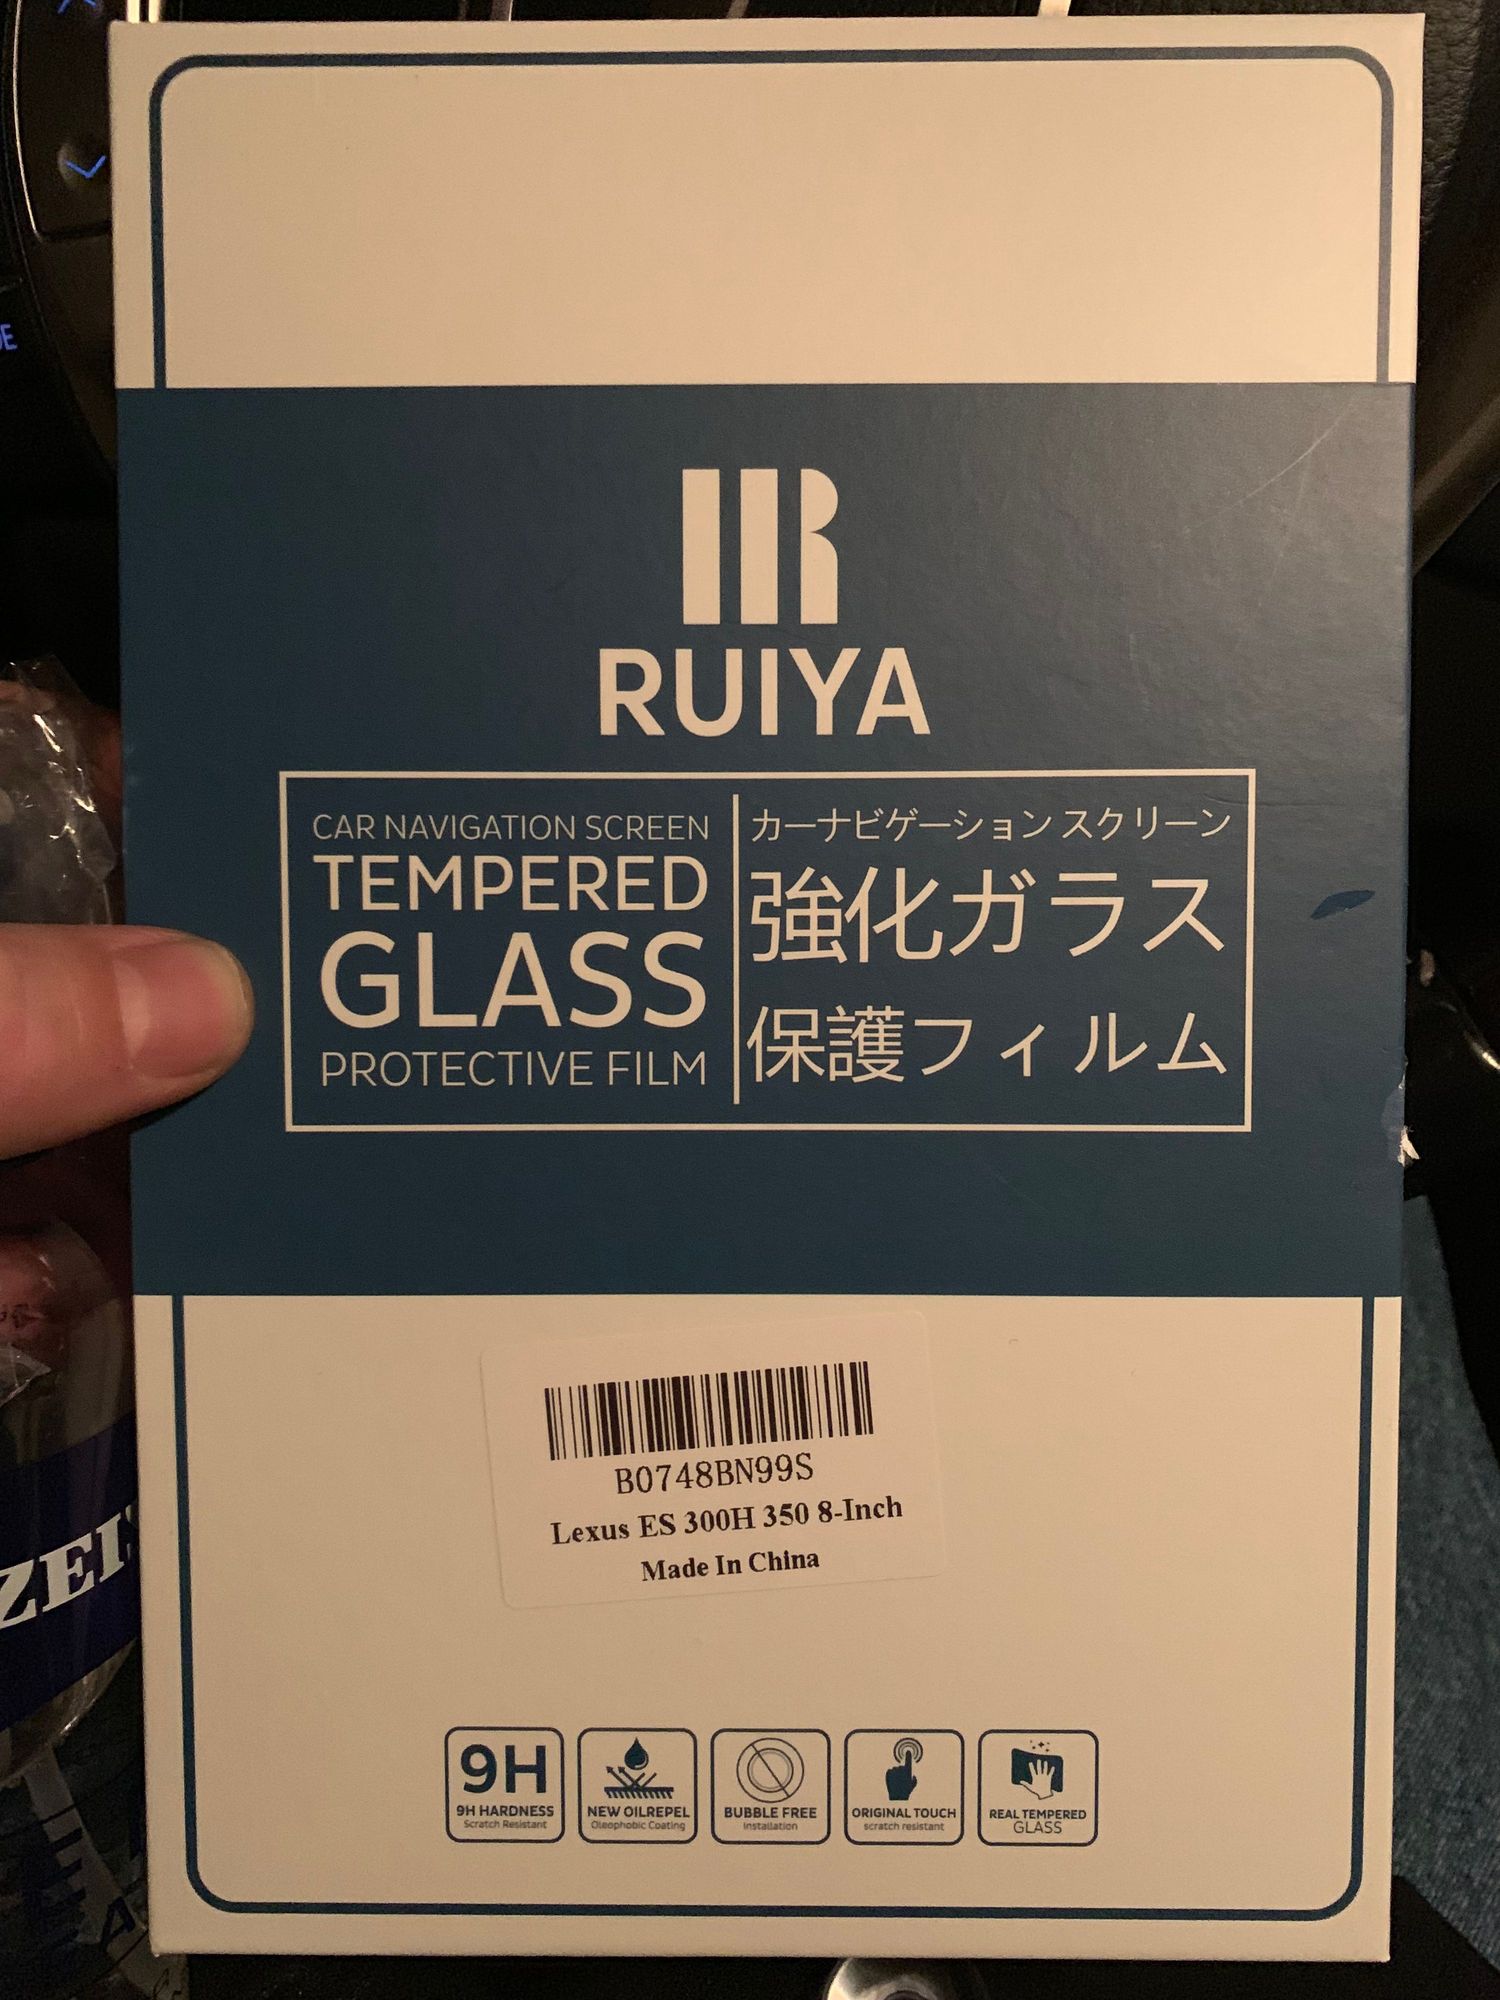 RUIYA
CAR NAVIGATION SCREEN
TEMPERED
GLASS
PROTECTIVE FILM
カーナビゲーション スクリーン
強化ガラス
保護フィルム
B0748BN99S
Lexus ES 300H 350 8-Inch
Made In China
9H
9H HARDNESS
Scratch Resistant
NEW OILREPEL
Oleophobic Coating
BUBBLE FREE
Installation
ORIGINAL TOUCH
scratch resistant
REAL TEMPERED
GLASS